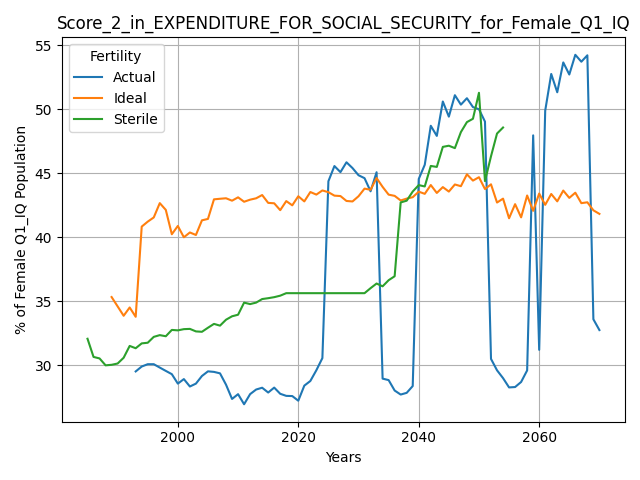 Score_2_in_EXPENDITURE_FOR_SOCIAL_SECURITY_for_Female_Q1_IQ
Fertility
Actual
Ideal
Sterile
% of Female Q1_IQ Population
55
50
45
40
35
30
2000
2020
2040
2060
Years